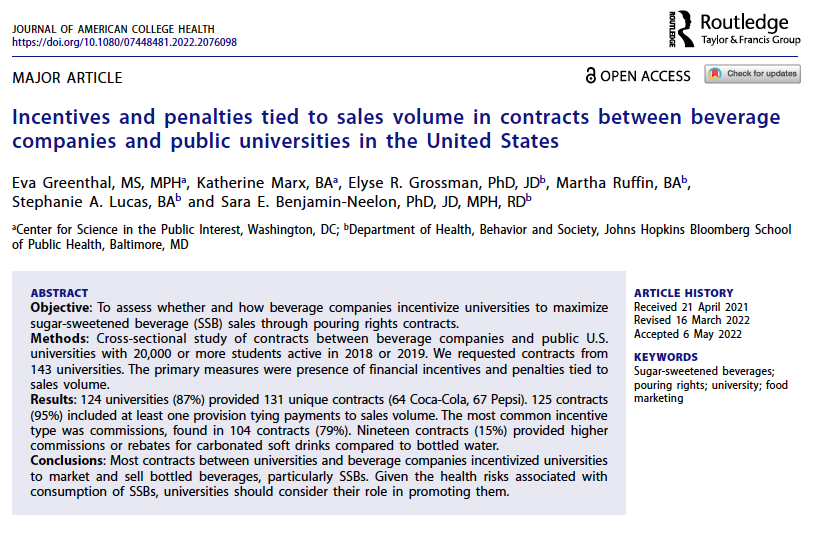 JOURNAL OF AMERICAN COLLEGE HEALTH
https://doi.org/10.1080/07448481.2022.2076098
ROUTLEDGE
Routledge
Taylor & Francis Group
MAJOR ARTICLE
OPEN ACCESS
Check for updates
Incentives and penalties tied to sales volume in contracts between beverage
companies and public universities in the United States
Eva Greenthal, MS, MPHa, Katherine Marx, BAa, Elyse R. Grossman, PhD, JDb, Martha Ruffin, BAb,
Stephanie A. Lucas, BAb and Sara E. Benjamin-Neelon, PhD, JD, MPH, RDb
aCenter for Science in the Public Interest, Washington, DC; bDepartment of Health, Behavior and Society, Johns Hopkins Bloomberg School
of Public Health, Baltimore, MD
ABSTRACT
Objective: To assess whether and how beverage companies incentivize universities to maximize
sugar-sweetened beverage (SSB) sales through pouring rights contracts.
Methods: Cross-sectional study of contracts between beverage companies and public U.S.
universities with 20,000 or more students active in 2018 or 2019. We requested contracts from
143 universities. The primary measures were presence of financial incentives and penalties tied to
sales volume.
Results: 124 universities (87%) provided 131 unique contracts (64 Coca-Cola, 67 Pepsi). 125 contracts
(95%) included at least one provision tying payments to sales volume. The most common incentive
type was commissions, found in 104 contracts (79%). Nineteen contracts (15%) provided higher
commissions or rebates for carbonated soft drinks compared to bottled water.
Conclusions: Most contracts between universities and beverage companies incentivized universities
to market and sell bottled beverages, particularly SSBs. Given the health risks associated with
consumption of SSBs, universities should consider their role in promoting them.
ARTICLE HISTORY
Received 21 April 2021
Revised 16 March 2022
Accepted 6 May 2022
KEYWORDS
Sugar-sweetened beverages;
pouring rights; university; food
marketing